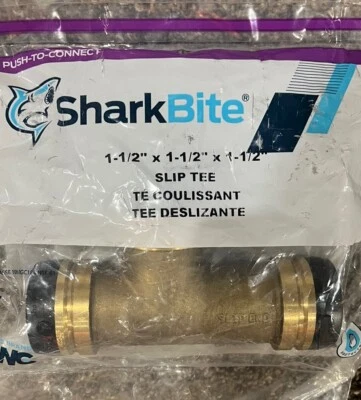 PUSH-TO-CONNECT
SharkBite®
1-1/2" x 1-1/2" x 1-1/2"
SLIP TEE
TE COULISSANT
TEE DESLIZANTE